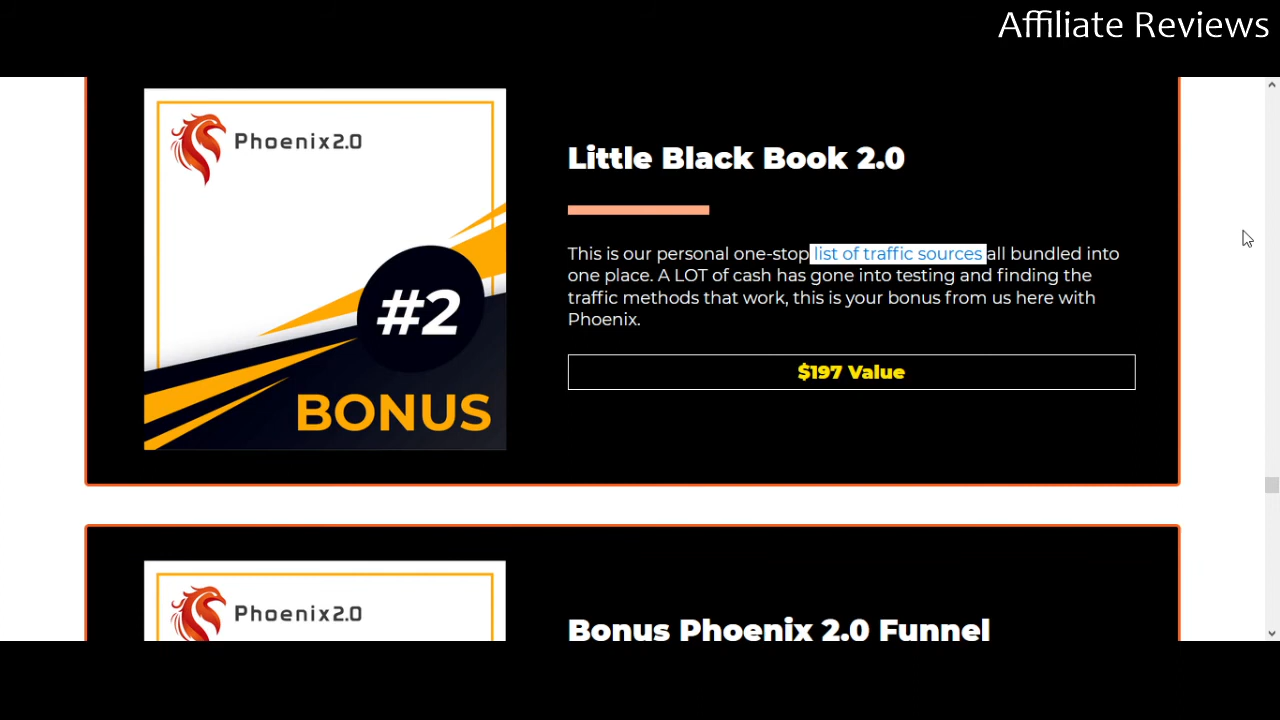 Affiliate Reviews
Phoenix2.0
#2
BONUS
Little Black Book 2.0
This is our personal one-stop list of traffic sources all bundled into
one place. A LOT of cash has gone into testing and finding the
traffic methods that work, this is your bonus from us here with
Phoenix.
$197 Value
Phoenix2.0
Bonus Phoenix 2.0 Funnel